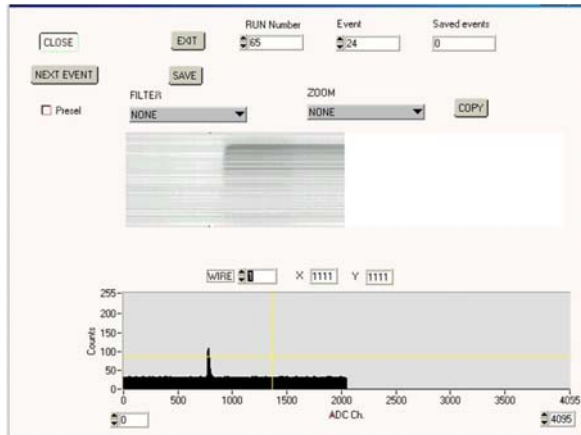 RUN Number Event Saved events
CLOSE EXIT 65 24 0
NEXT EVENT SAVE
FILTER ZOOM
Presel NONE NONE COPY
WIRE 1 X 1111 Y 1111
255
200
150
100
50
0
Counts
0 500 1000 1500 2000 2500 3000 3500 4095
ADC Ch.
0 4095